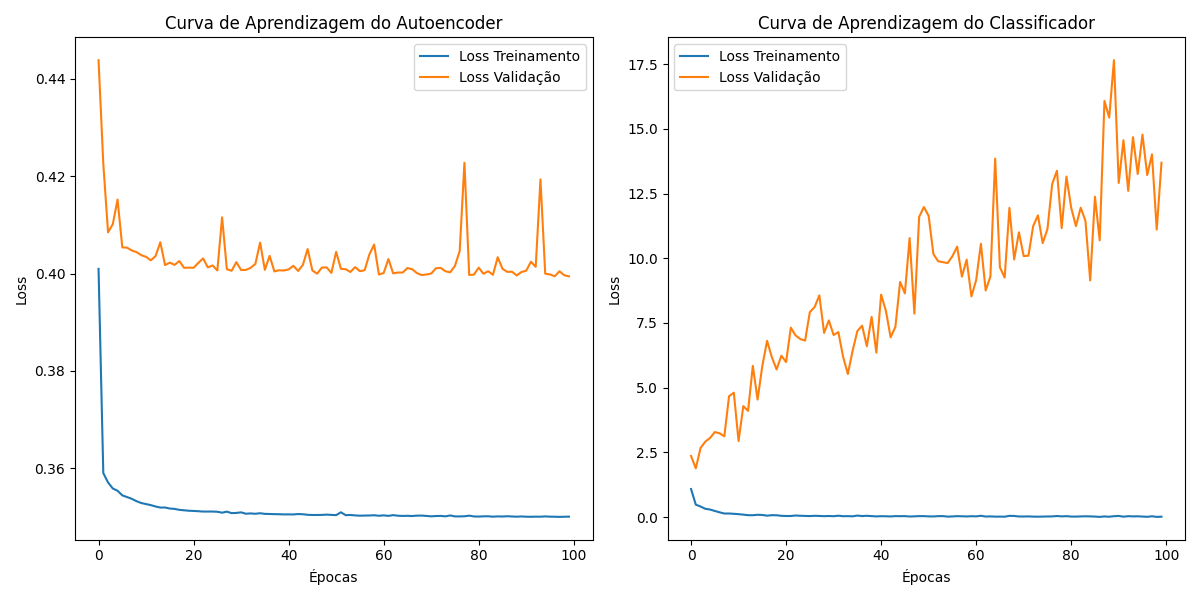 Curva de Aprendizagem do Autoencoder
Loss Treinamento
Loss Validação
0.44
0.42
0.40
0.38
0.36
Loss
0 20 40 60 80 100
Épocas
Curva de Aprendizagem do Classificador
Loss Treinamento
Loss Validação
17.5
15.0
12.5
10.0
7.5
5.0
2.5
0.0
Loss
0 20 40 60 80 100
Épocas